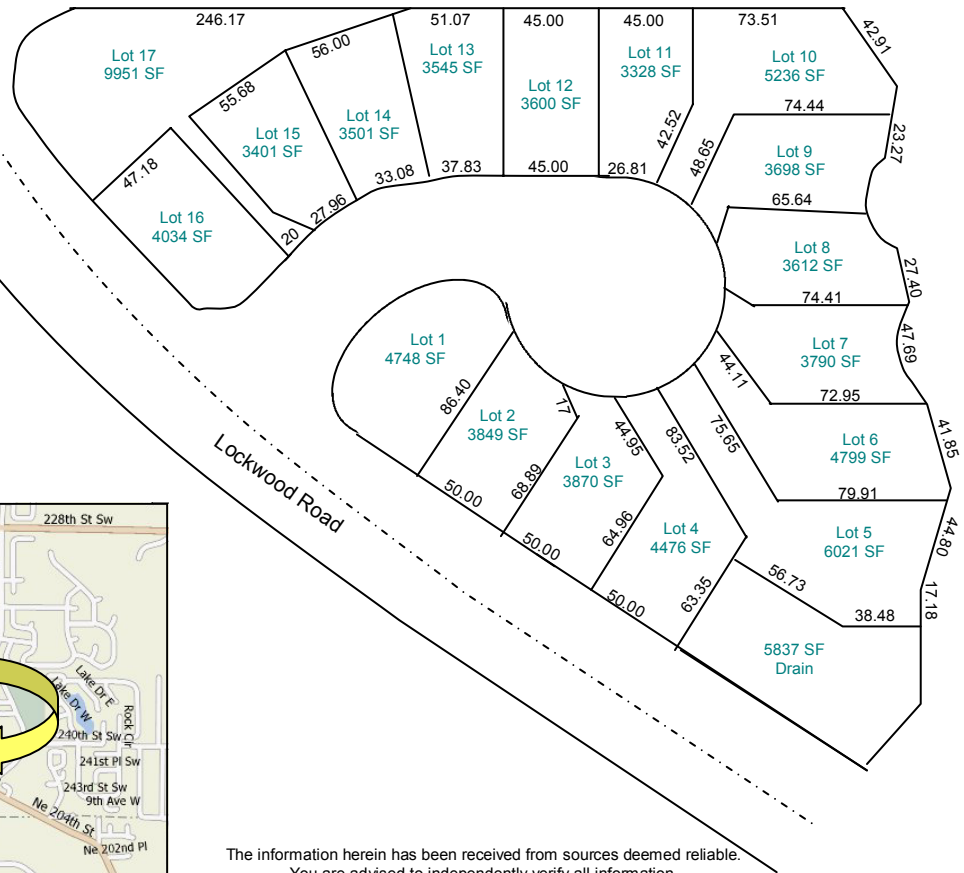 246.17
51.07
45.00
45.00
73.51
42.91
Lot 17
9951 SF
56.00
Lot 13
3545 SF
Lot 12
3600 SF
Lot 11
3328 SF
Lot 10
5236 SF
55.68
Lot 14
3501 SF
74.44
23.27
Lot 15
3401 SF
42.52
48.65
Lot 9
3698 SF
47.18
33.08
37.83
45.00
26.81
65.64
Lot 16
4034 SF
27.96
20
Lot 8
3612 SF
27.40
74.41
47.69
Lot 1
4748 SF
Lot 7
3790 SF
44.11
72.95
86.40
Lot 2
3849 SF
17
44.95
83.52
75.65
41.85
Lot 6
4799 SF
Lot 3
3870 SF
68.89
79.91
50.00
64.96
Lot 4
4476 SF
Lot 5
6021 SF
44.80
50.00
56.73
63.35
17.18
50.00
38.48
5837 SF
Drain
Lockwood Road
228th St Sw
Lake Dr E
Lake Dr W
Rock Cir
240th St Sw
241st Pl Sw
243rd St Sw
9th Ave W
Ne 204th St
Ne 202nd Pl
The information herein has been received from sources deemed reliable.
You are advised to independently verify all information.